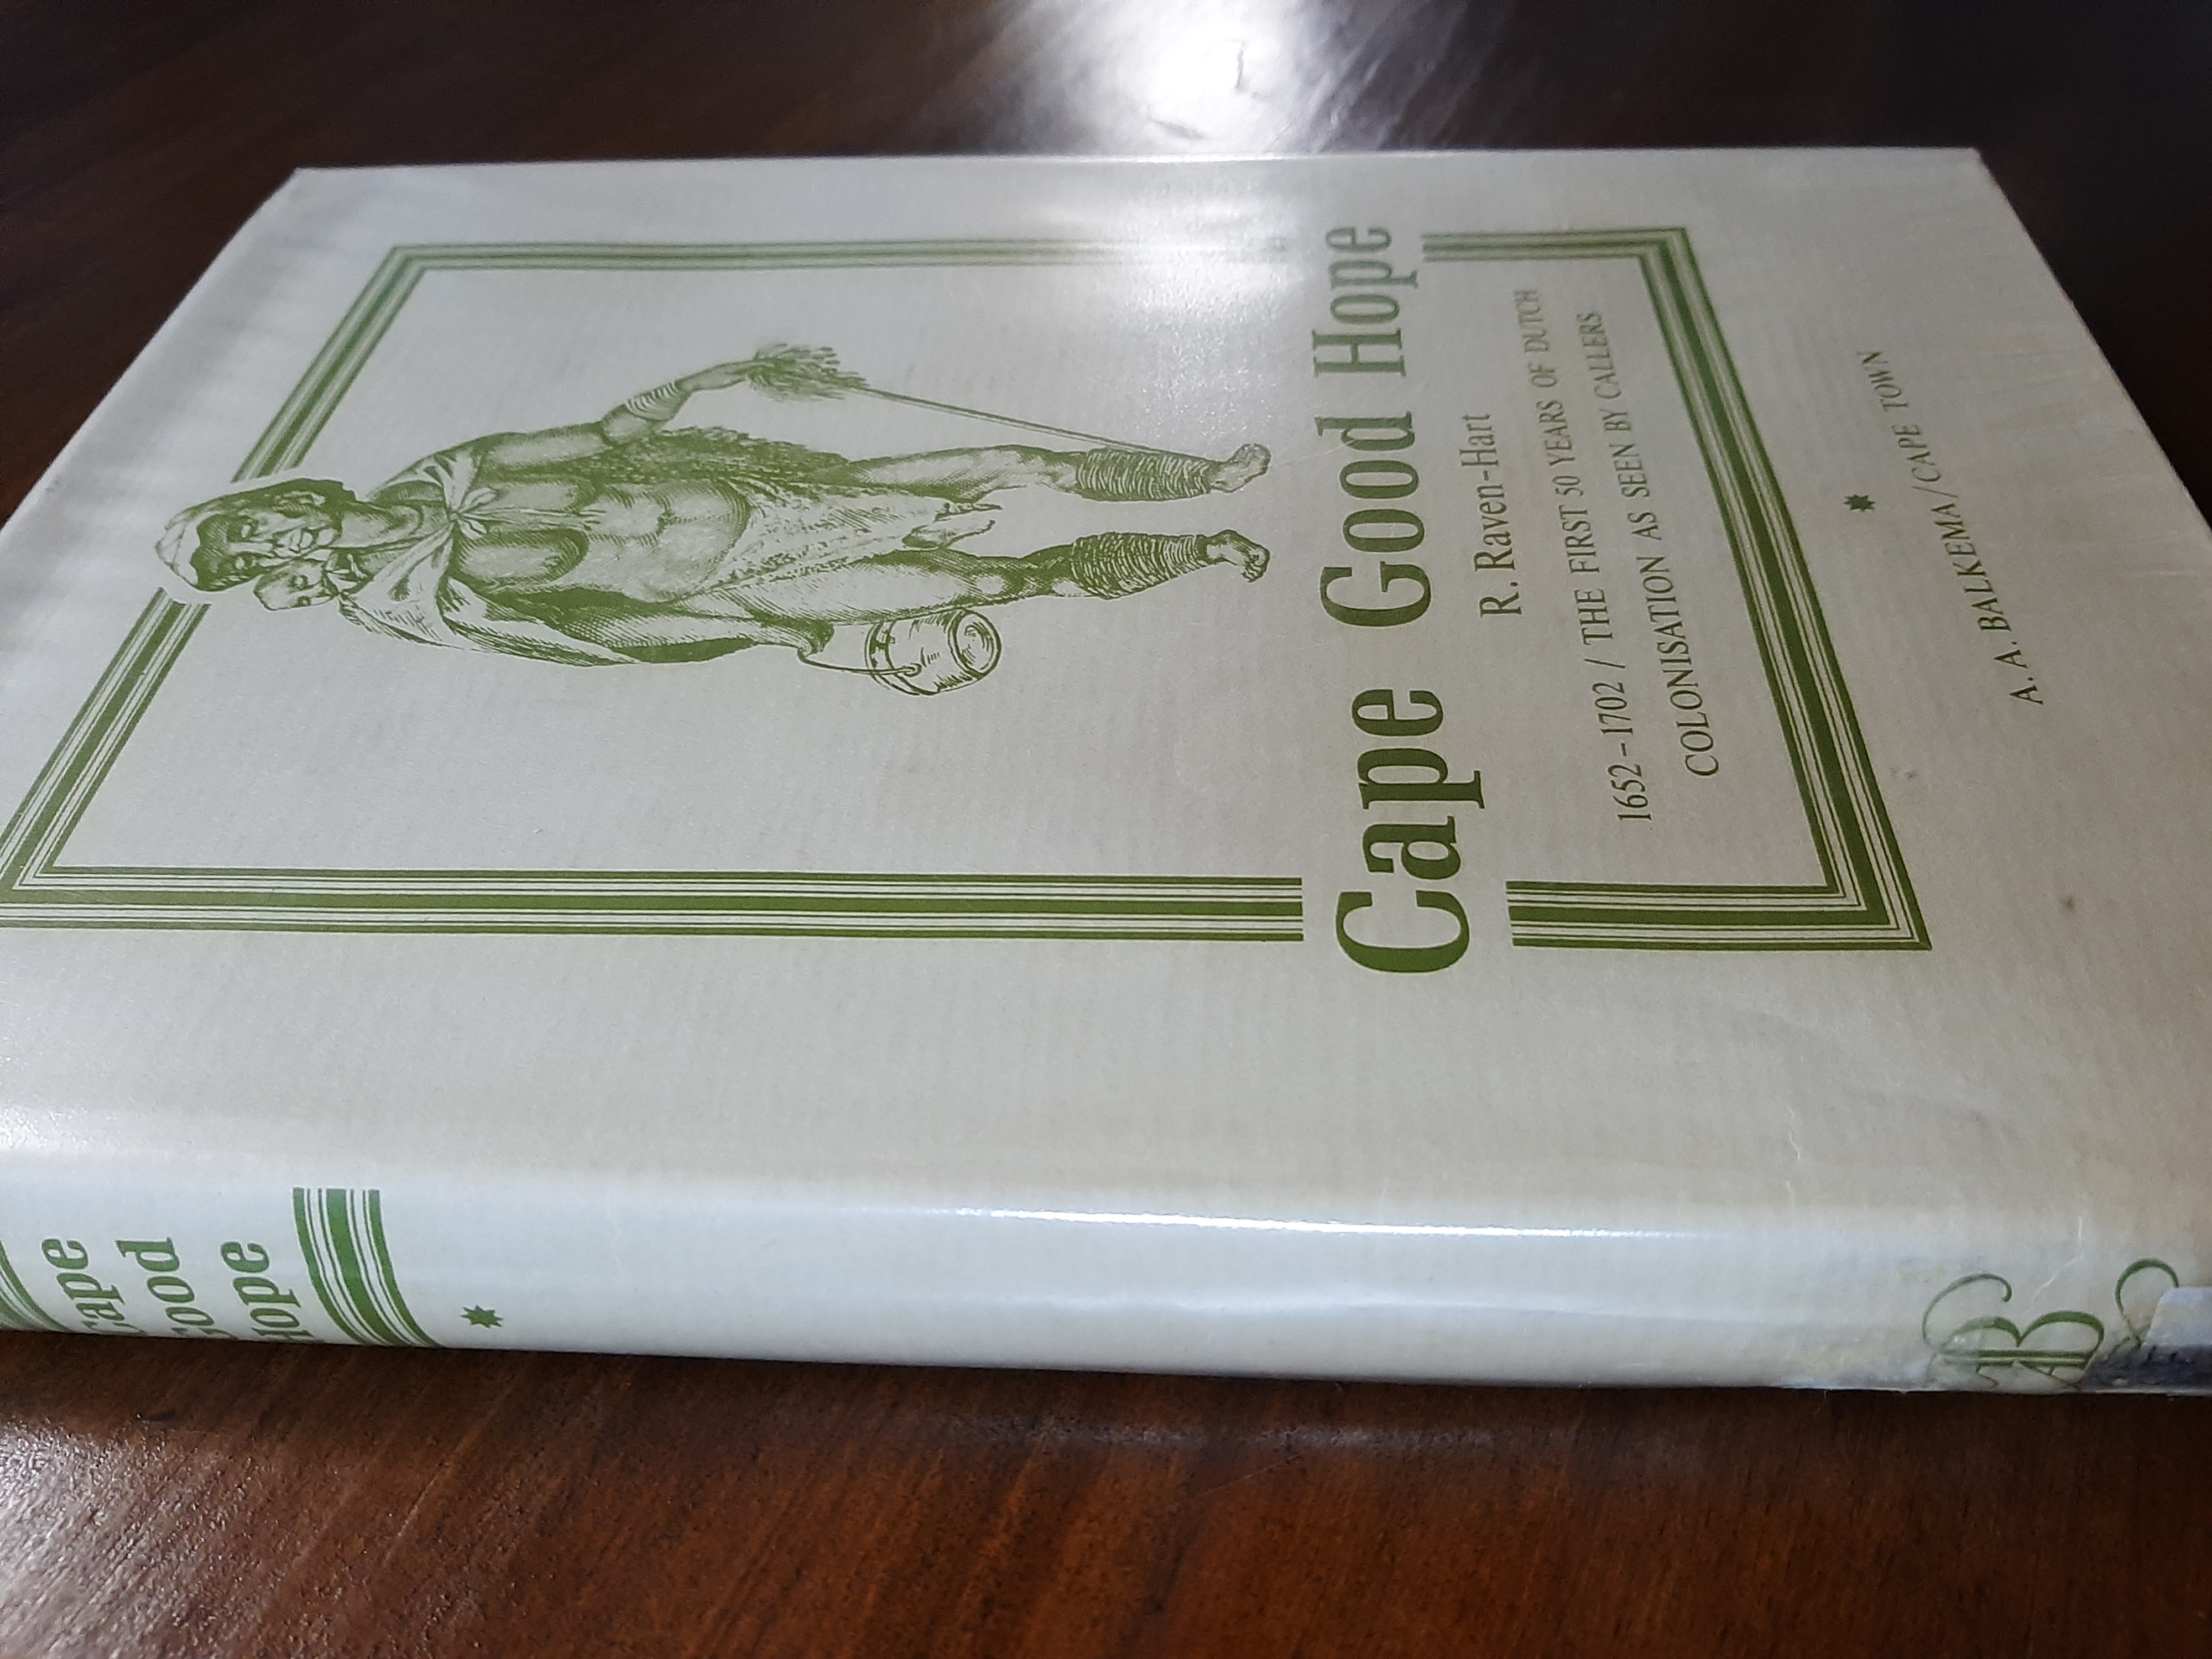 Cape Good Hope
R. Raven-Hart
1652-1702 / THE FIRST 50 YEARS OF DUTCH
COLONISATION AS SEEN BY CALLERS
A. A. BALKEMA / CAPE TOWN
Cape
Good
Hope